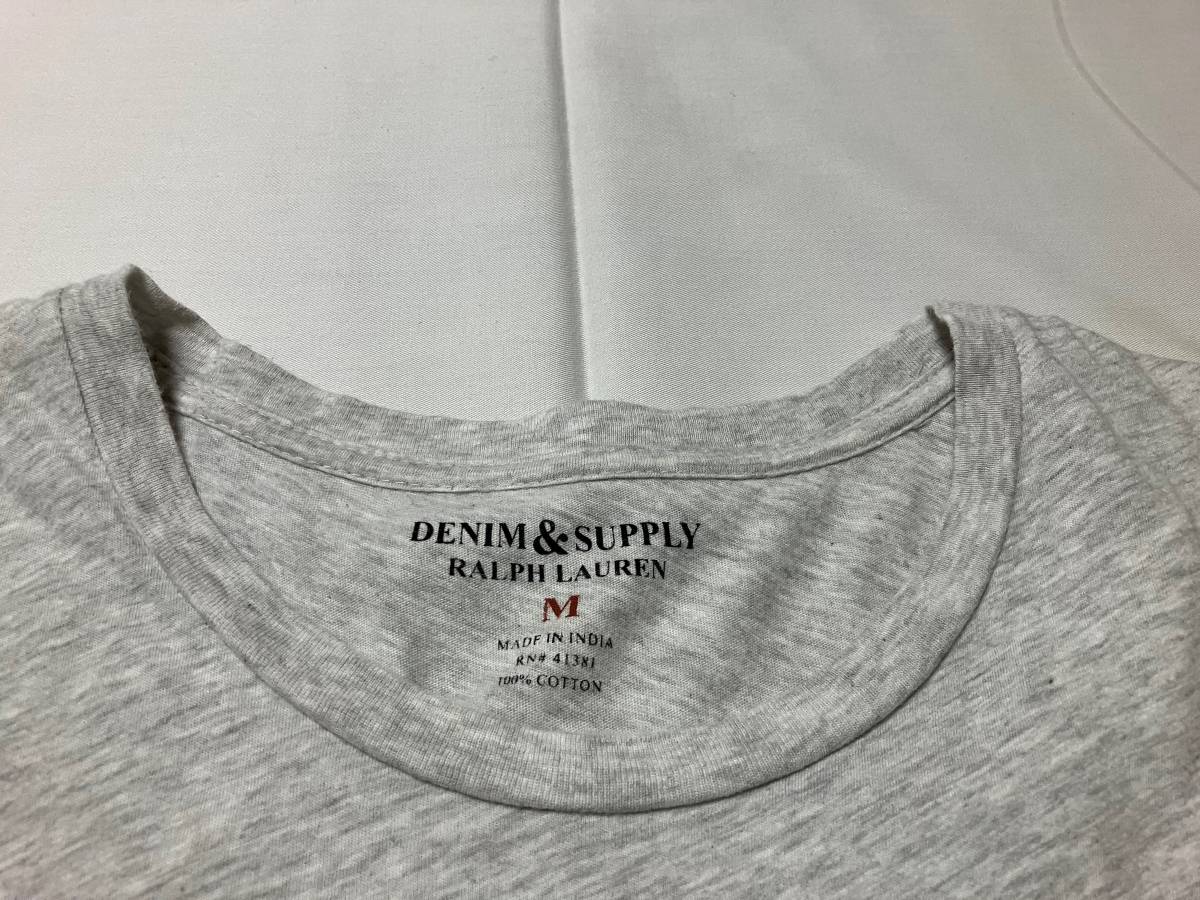 DENIM & SUPPLY
RALPH LAUREN
M
MADE IN INDIA
RN# 41381
100% COTTON